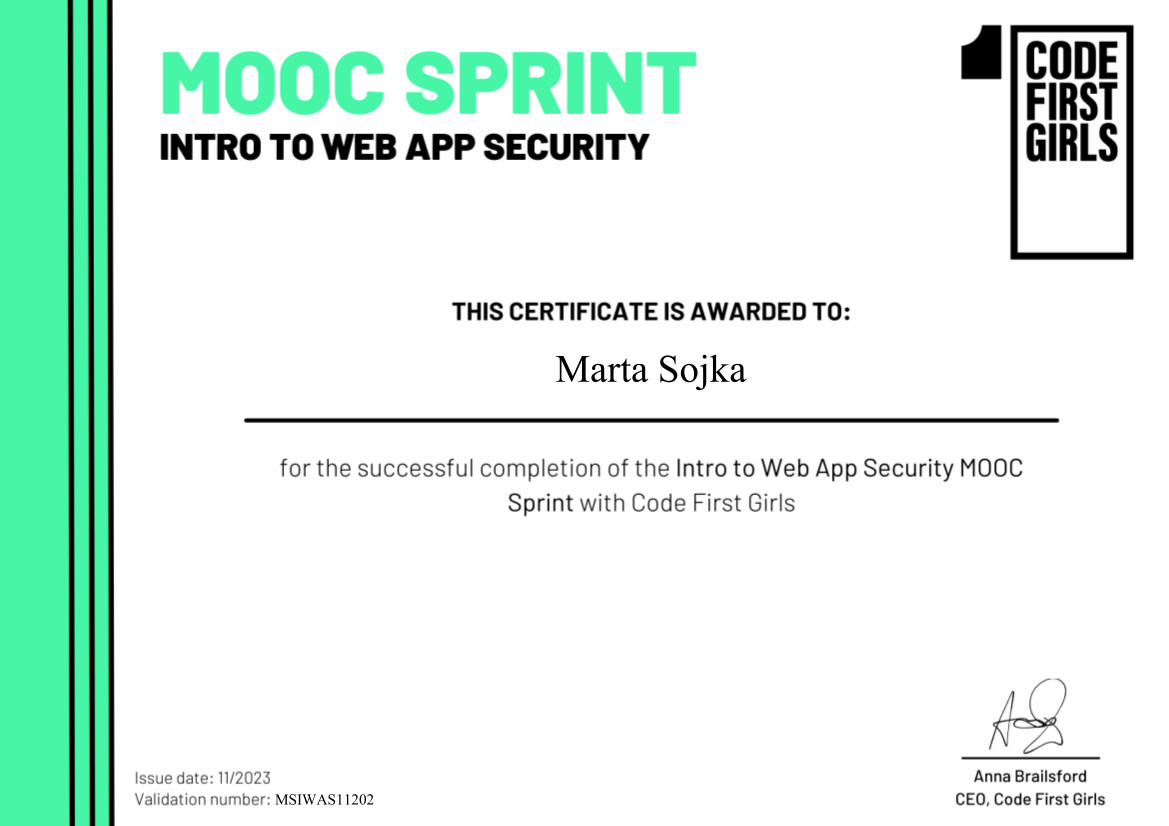 MOOC SPRINT
INTRO TO WEB APP SECURITY
1
CODE
FIRST
GIRLS
THIS CERTIFICATE IS AWARDED TO:
Marta Sojka
for the successful completion of the Intro to Web App Security MOOC
Sprint with Code First Girls
Issue date: 11/2023
Validation number: MSIWAS11202
Anna Brailsford
CEO, Code First Girls